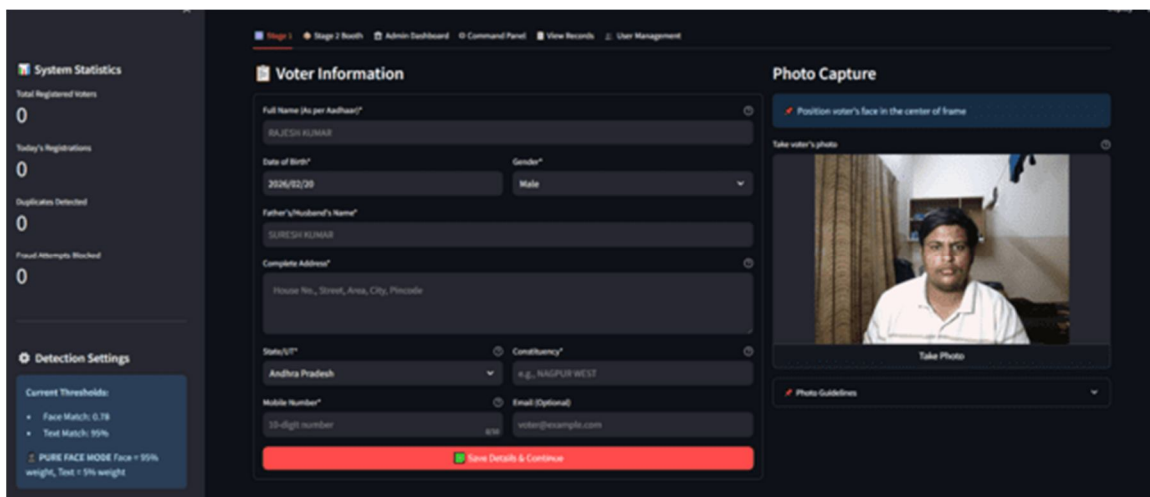 Stage 1 Stage 2 Booth Admin Dashboard Command Panel View Records User Management
System Statistics
Total Registered Voters
0
Today's Registrations
0
Duplicates Detected
0
Fraud Attempts Blocked
0
Detection Settings
Current Thresholds:
• Face Match: 0.78
• Text Match: 95%
PURE FACE MODE Face = 95%
weight, Text = 5% weight
Voter Information
Full Name (As per Aadhaar)*
RAJESH KUMAR
Date of Birth* Gender*
2026/02/20 Male
Father's/Husband's Name*
SURESH KUMAR
Complete Address*
House No., Street, Area, City, Pincode
State/UT* Constituency*
Andhra Pradesh e.g., NAGPUR WEST
Mobile Number* Email (Optional)
10-digit number 0/10 voter@example.com
Save Details & Continue
Photo Capture
Position voter's face in the center of frame
Take voter's photo
Take Photo
Photo Guidelines